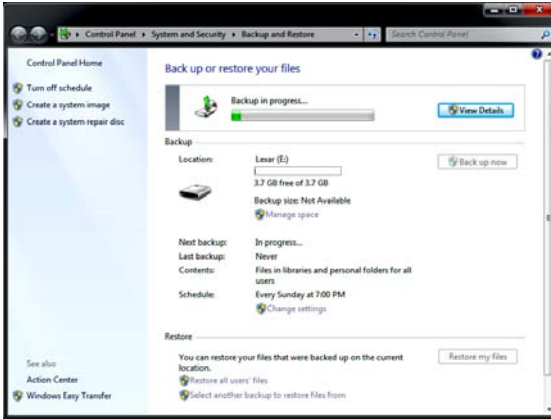 Control Panel ▸ System and Security ▸ Backup and Restore
Search Control Panel
Control Panel Home
Turn off schedule
Create a system image
Create a system repair disc
See also
Action Center
Windows Easy Transfer
Back up or restore your files
Backup in progress...
View Details
Backup
Location:
Lexar (E:)
Back up now
3.7 GB free of 3.7 GB
Backup size: Not Available
Manage space
Next backup: In progress...
Last backup: Never
Contents: Files in libraries and personal folders for all
users
Schedule: Every Sunday at 7:00 PM
Change settings
Restore
You can restore your files that were backed up on the current
location.
Restore my files
Restore all users' files
Select another backup to restore files from